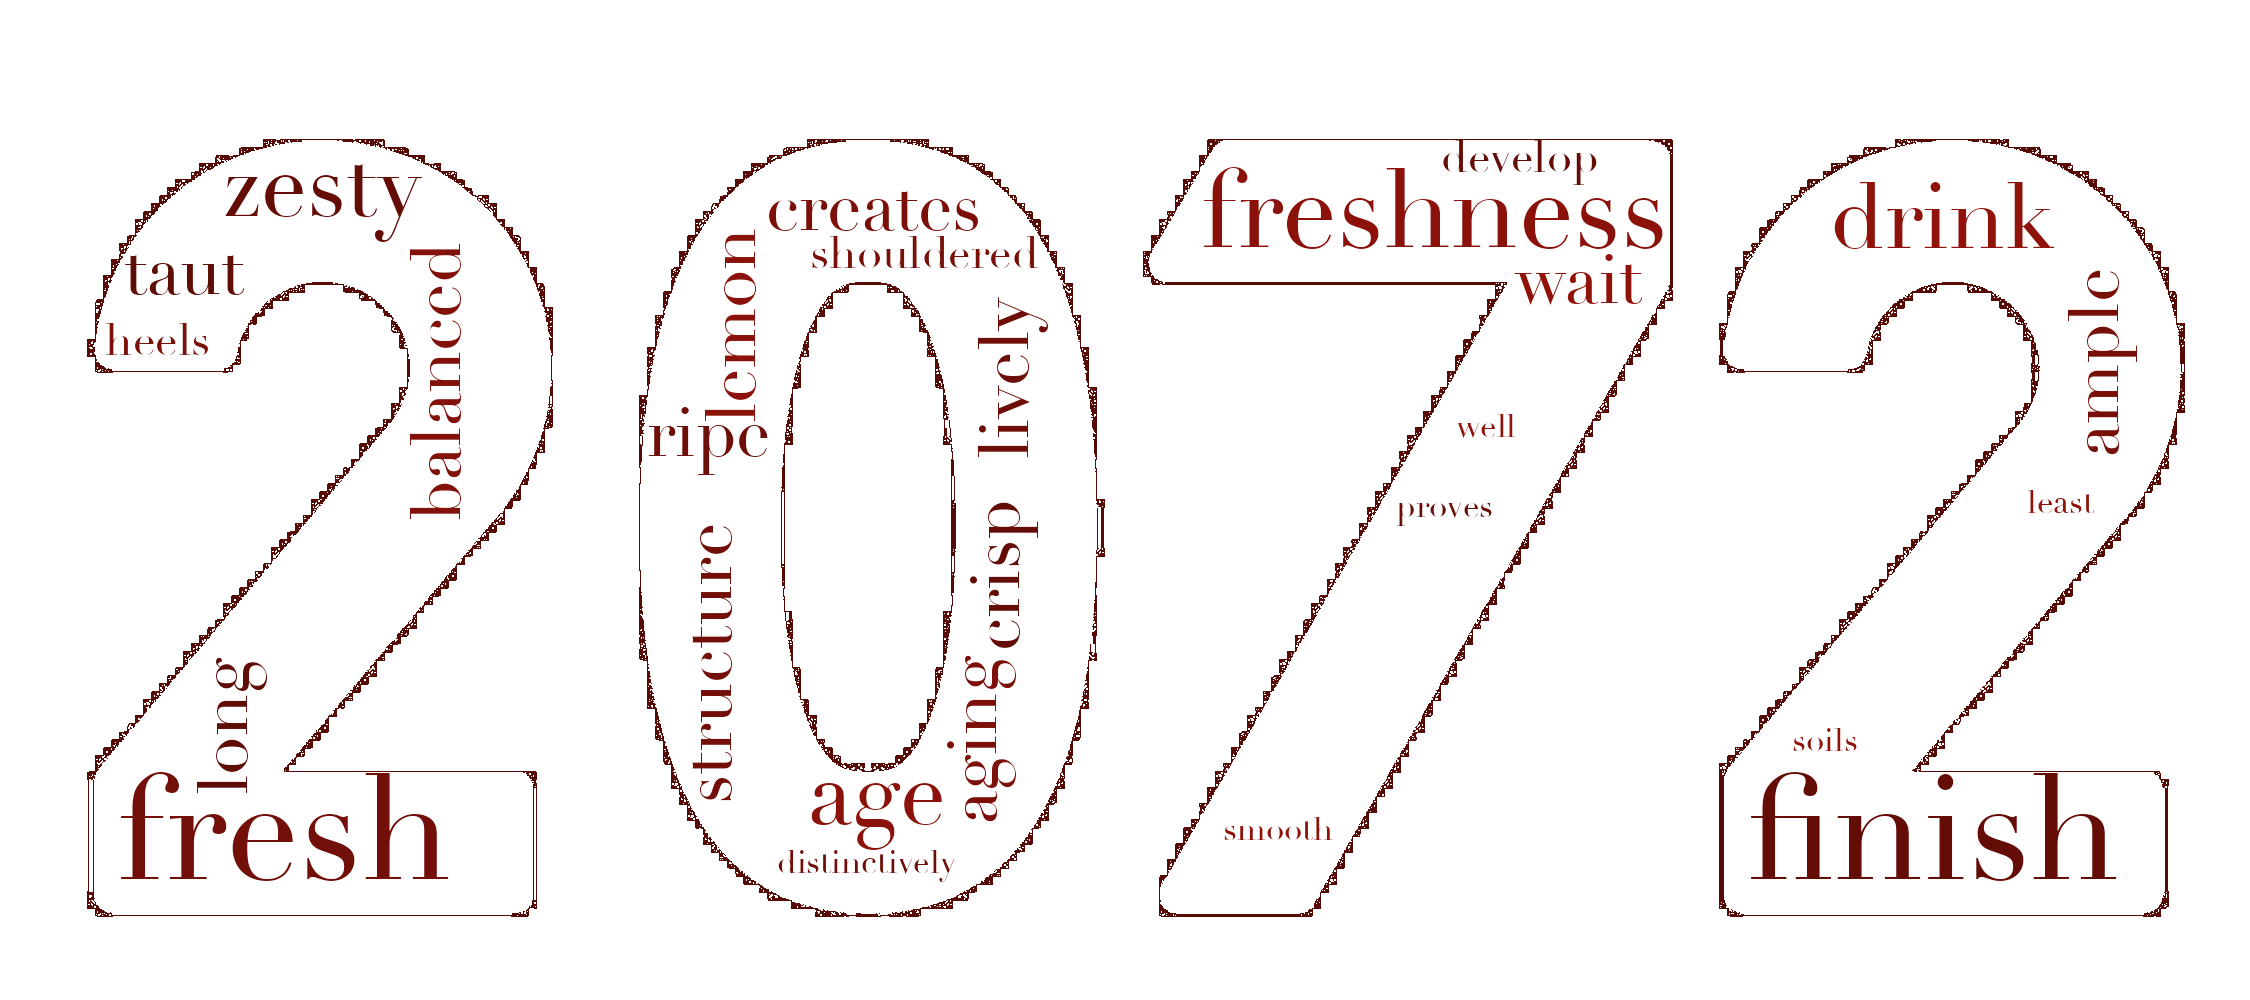 2072
zesty
taut
heels
balanced
long
fresh
creates
shouldered
lemon
ripe
lively
structure
crisp
aging
age
distinctively
develop
freshness
wait
well
proves
smooth
drink
ample
least
soils
finish